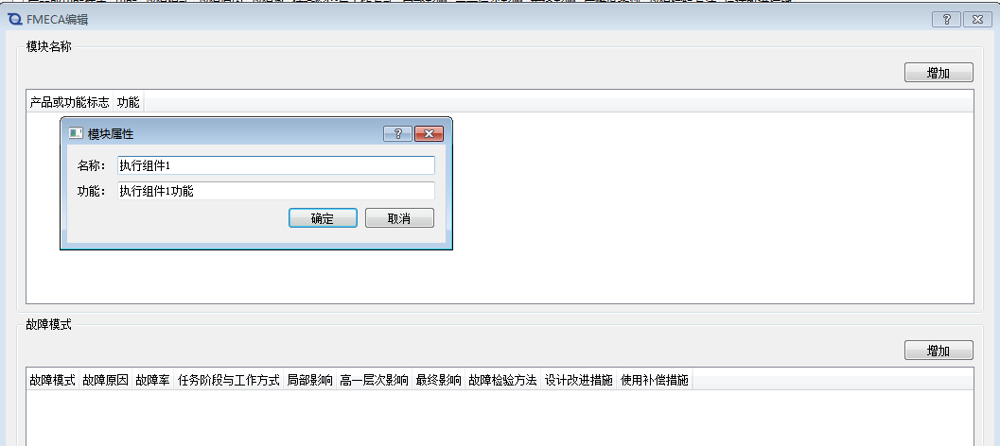 FMECA编辑
模块名称
增加
产品或功能标志 功能
模块属性
名称: 执行组件1
功能: 执行组件1功能
确定 取消
故障模式
增加
故障模式 故障原因 故障率 任务阶段与工作方式 局部影响 高一层次影响 最终影响 故障检验方法 设计改进措施 使用补偿措施